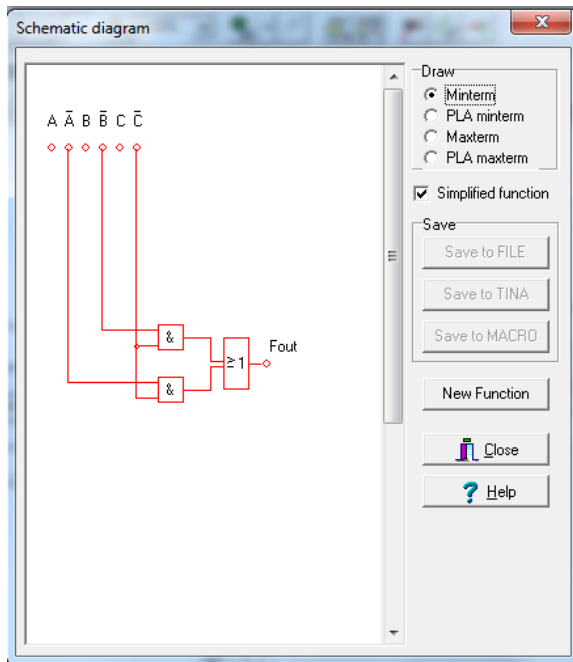 Schematic diagram
A Ā B B̄ C C̄
&
≥1
Fout
&
Draw
Minterm
PLA minterm
Maxterm
PLA maxterm
Simplified function
Save
Save to FILE
Save to TINA
Save to MACRO
New Function
Close
? Help